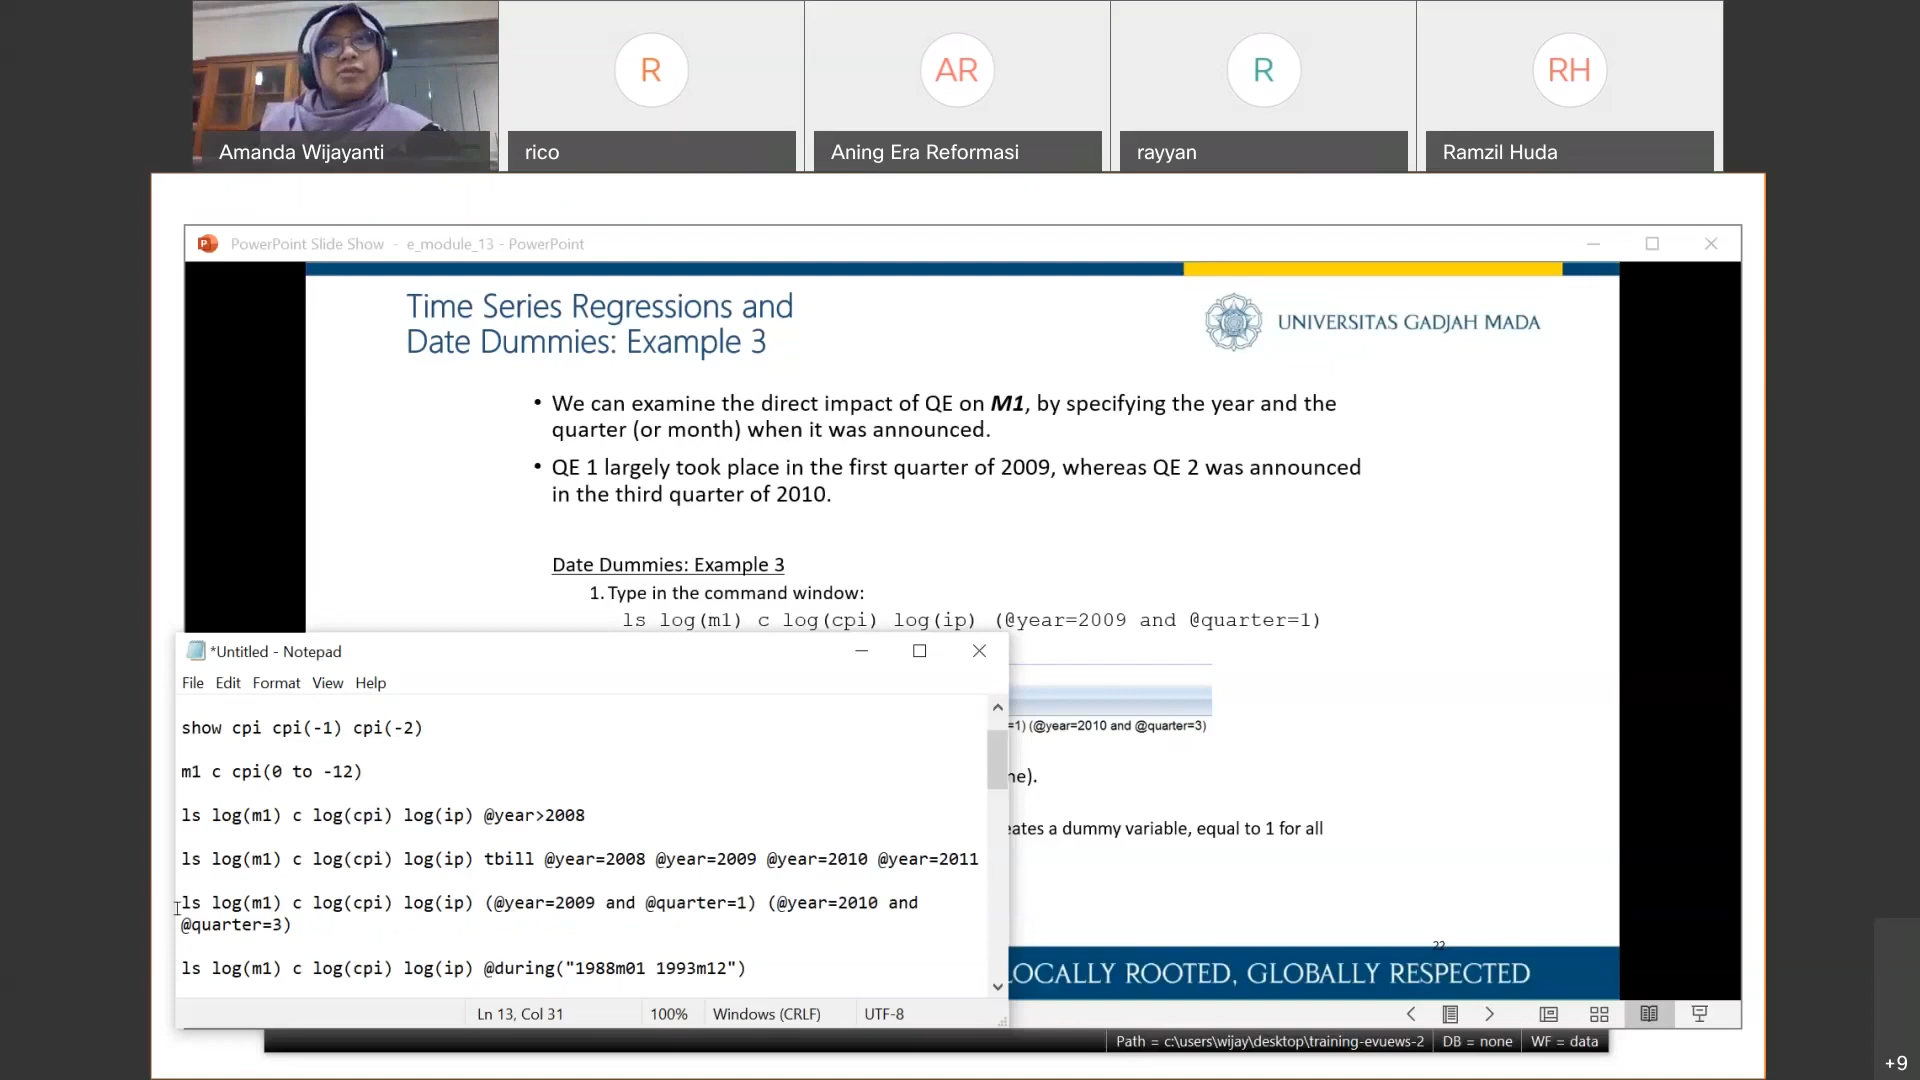 R
AR
R
RH
Amanda Wijayanti
rico
Aning Era Reformasi
rayyan
Ramzil Huda
PowerPoint Slide Show - e_module_13 - PowerPoint
Time Series Regressions and
Date Dummies: Example 3
UNIVERSITAS GADJAH MADA
• We can examine the direct impact of QE on M1, by specifying the year and the
quarter (or month) when it was announced.
• QE 1 largely took place in the first quarter of 2009, whereas QE 2 was announced
in the third quarter of 2010.
Date Dummies: Example 3
1. Type in the command window:
ls log(m1) c log(cpi) log(ip) (@year=2009 and @quarter=1)
=1) (@year=2010 and @quarter=3)
ne).
eates a dummy variable, equal to 1 for all
22
LOCALLY ROOTED, GLOBALLY RESPECTED
*Untitled - Notepad
File Edit Format View Help
show cpi cpi(-1) cpi(-2)
m1 c cpi(0 to -12)
ls log(m1) c log(cpi) log(ip) @year>2008
ls log(m1) c log(cpi) log(ip) tbill @year=2008 @year=2009 @year=2010 @year=2011
ls log(m1) c log(cpi) log(ip) (@year=2009 and @quarter=1) (@year=2010 and
@quarter=3)
ls log(m1) c log(cpi) log(ip) @during("1988m01 1993m12")
Ln 13, Col 31 100% Windows (CRLF) UTF-8
Path = c:\users\wijay\desktop\training-evuews-2 DB = none WF = data
+9